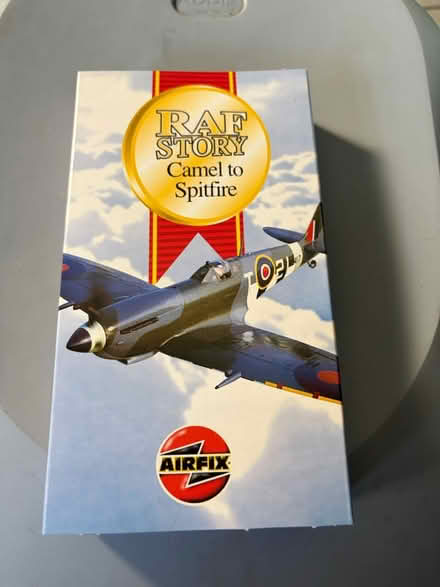 RAF
STORY
Camel to
Spitfire
AIRFIX